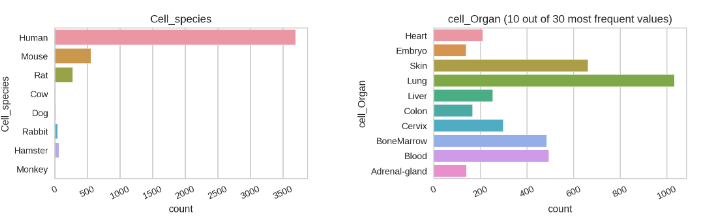 Cell_species
Cell_species
Human
Mouse
Rat
Cow
Dog
Rabbit
Hamster
Monkey
0 500 1000 1500 2000 2500 3000 3500
count
cell_Organ (10 out of 30 most frequent values)
cell_Organ
Heart
Embryo
Skin
Lung
Liver
Colon
Cervix
BoneMarrow
Blood
Adrenal-gland
0 200 400 600 800 1000
count